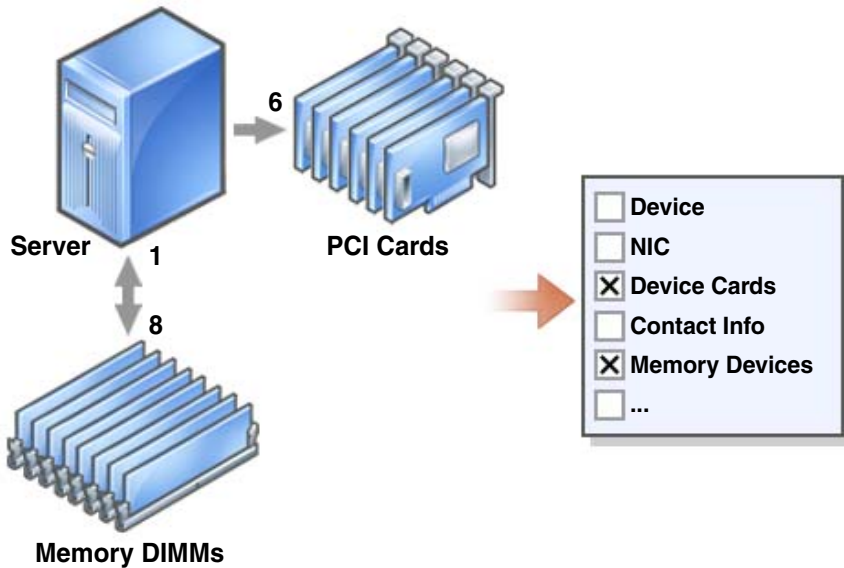 6
Server
PCI Cards
1
8
Memory DIMMs
Device
NIC
Device Cards
Contact Info
Memory Devices
...